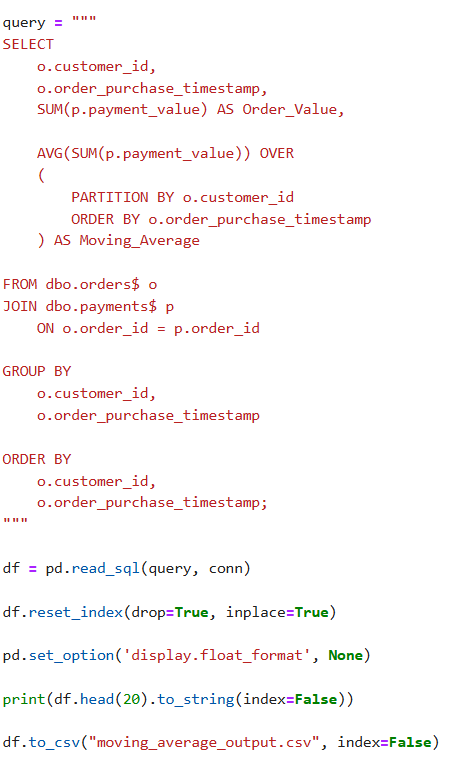 query = """
SELECT
    o.customer_id,
    o.order_purchase_timestamp,
    SUM(p.payment_value) AS Order_Value,

    AVG(SUM(p.payment_value)) OVER
    (
        PARTITION BY o.customer_id
        ORDER BY o.order_purchase_timestamp
    ) AS Moving_Average

FROM dbo.orders$ o
JOIN dbo.payments$ p
    ON o.order_id = p.order_id

GROUP BY
    o.customer_id,
    o.order_purchase_timestamp

ORDER BY
    o.customer_id,
    o.order_purchase_timestamp;
"""

df = pd.read_sql(query, conn)

df.reset_index(drop=True, inplace=True)

pd.set_option('display.float_format', None)

print(df.head(20).to_string(index=False))

df.to_csv("moving_average_output.csv", index=False)